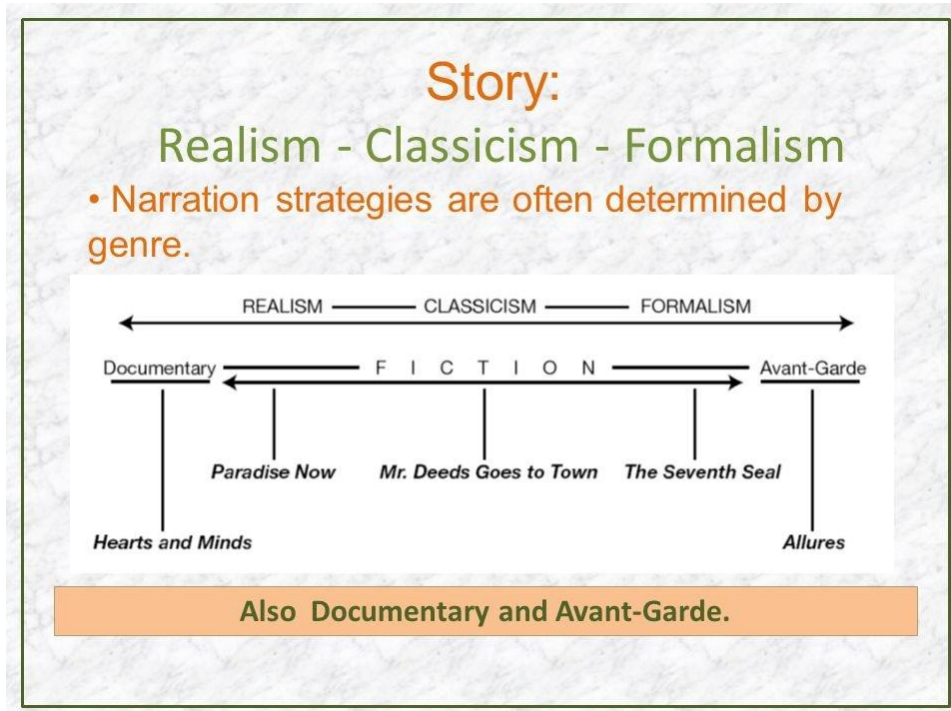 Story:
Realism - Classicism - Formalism
• Narration strategies are often determined by
genre.
REALISM CLASSICISM FORMALISM
Documentary F I C T I O N Avant-Garde
Paradise Now Mr. Deeds Goes to Town The Seventh Seal
Hearts and Minds Allures
Also Documentary and Avant-Garde.